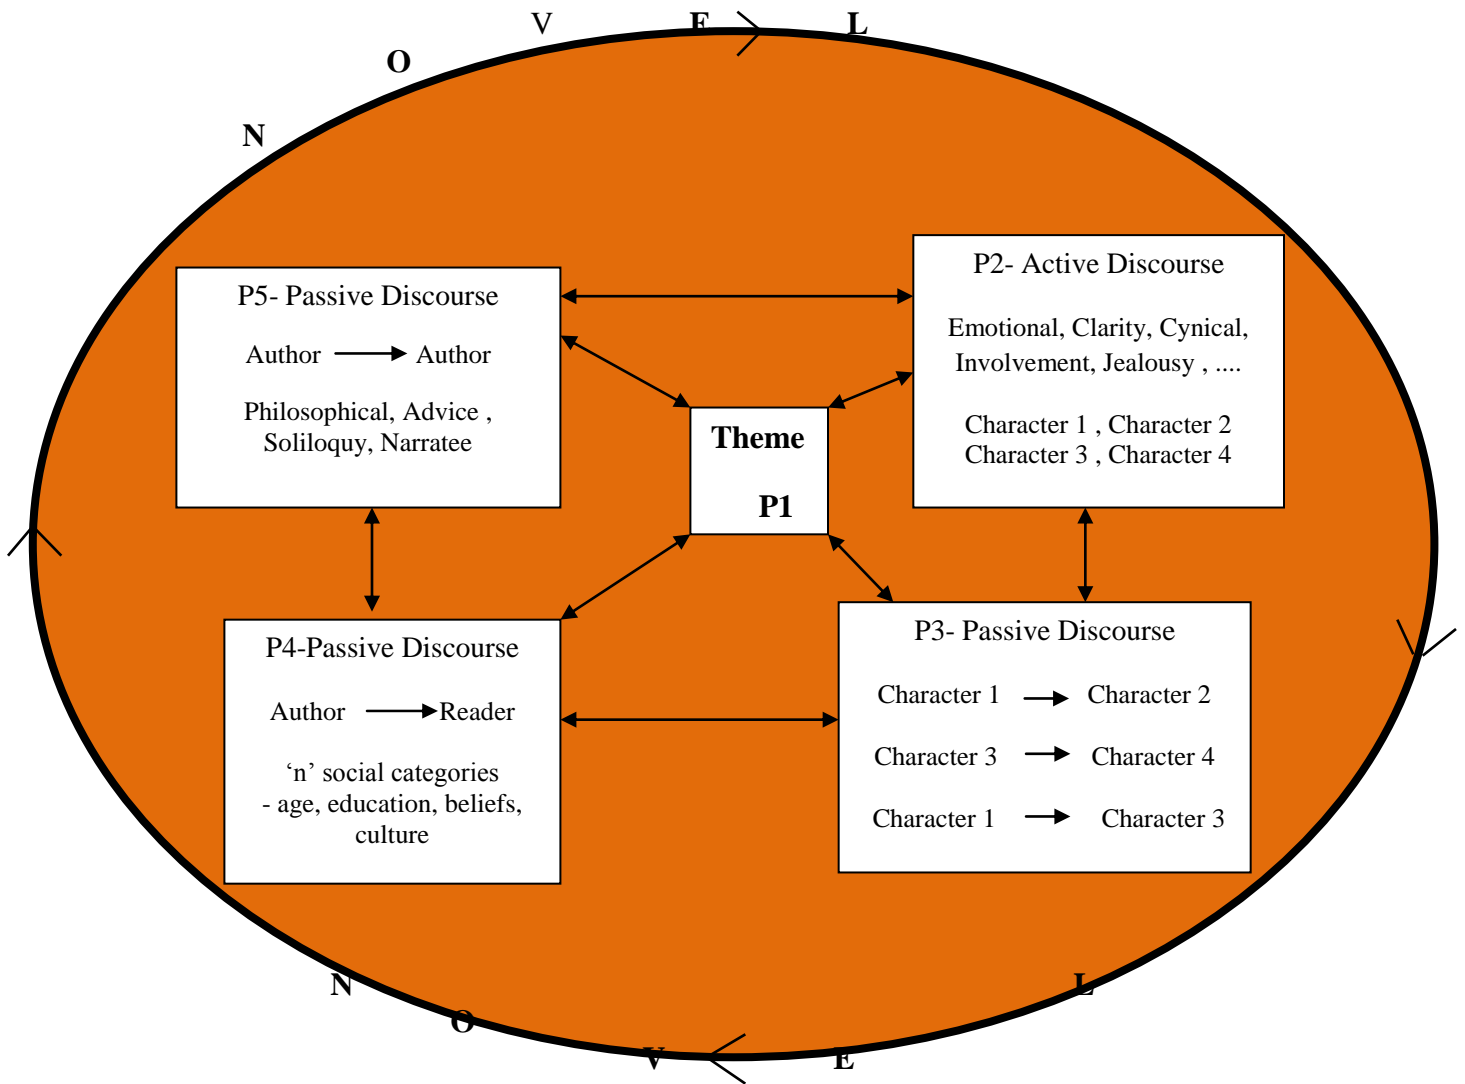 N O V E L
P5- Passive Discourse
Author Author
Philosophical, Advice ,
Soliloquy, Narratee
P2- Active Discourse
Emotional, Clarity, Cynical,
Involvement, Jealousy , ....
Character 1 , Character 2
Character 3 , Character 4
Theme
P1
P4-Passive Discourse
Author Reader
‘n’ social categories
- age, education, beliefs,
culture
P3- Passive Discourse
Character 1 Character 2
Character 3 Character 4
Character 1 Character 3
N O V E L